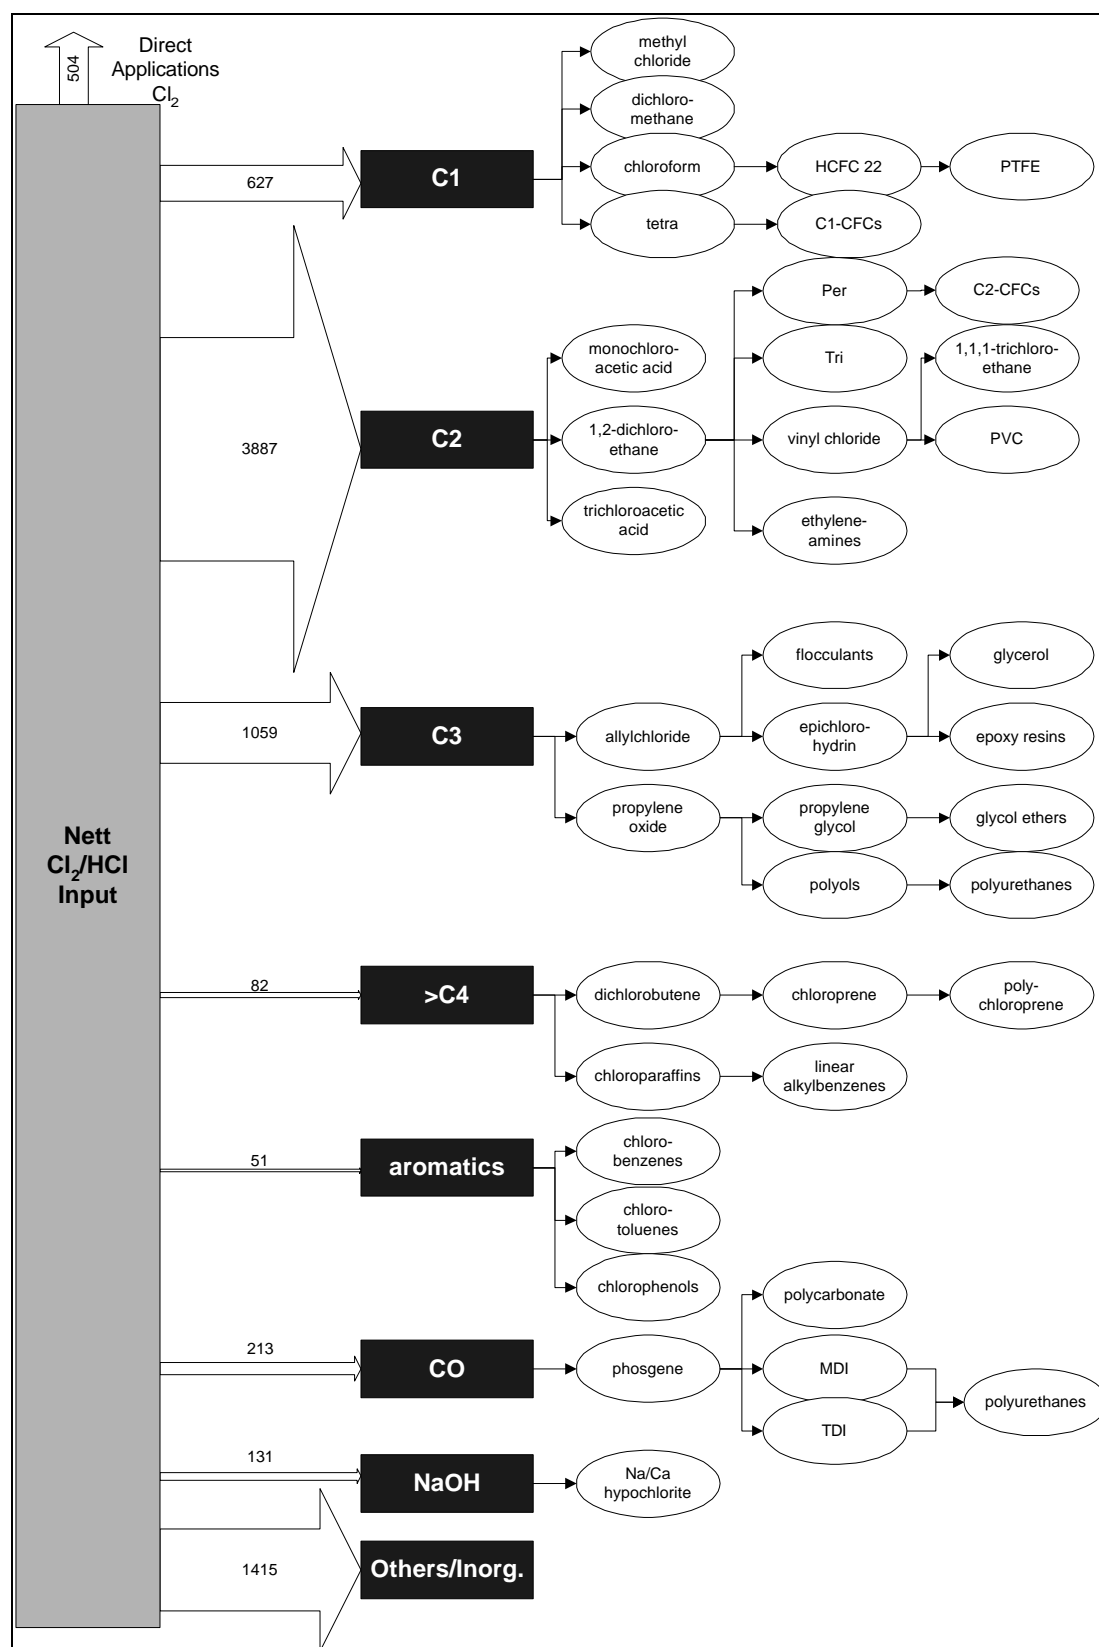 504
Direct
Applications
Cl2
Nett
Cl2/HCl
Input
627
C1
methyl
chloride
dichloro-
methane
chloroform
HCFC 22
PTFE
tetra
C1-CFCs
3887
C2
monochloro-
acetic acid
1,2-dichloro-
ethane
trichloroacetic
acid
Per
C2-CFCs
Tri
1,1,1-trichloro-
ethane
vinyl chloride
PVC
ethylene-
amines
1059
C3
allylchloride
flocculants
epichloro-
hydrin
glycerol
epoxy resins
propylene
oxide
propylene
glycol
glycol ethers
polyols
polyurethanes
82
>C4
dichlorobutene
chloroprene
poly-
chloroprene
chloroparaffins
linear
alkylbenzenes
51
aromatics
chloro-
benzenes
chloro-
toluenes
chlorophenols
213
CO
phosgene
polycarbonate
MDI
TDI
polyurethanes
131
NaOH
Na/Ca
hypochlorite
1415
Others/Inorg.